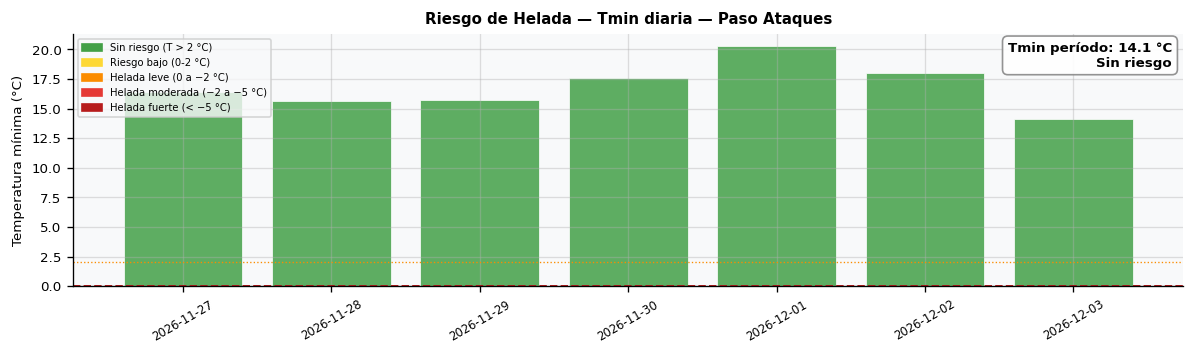 Riesgo de Helada — Tmin diaria — Paso Ataques
Sin riesgo (T > 2 °C)
Riesgo bajo (0-2 °C)
Helada leve (0 a −2 °C)
Helada moderada (−2 a −5 °C)
Helada fuerte (< −5 °C)
Tmin período: 14.1 °C
Sin riesgo
Temperatura mínima (°C)
20.0
17.5
15.0
12.5
10.0
7.5
5.0
2.5
0.0
2026-11-27
2026-11-28
2026-11-29
2026-11-30
2026-12-01
2026-12-02
2026-12-03